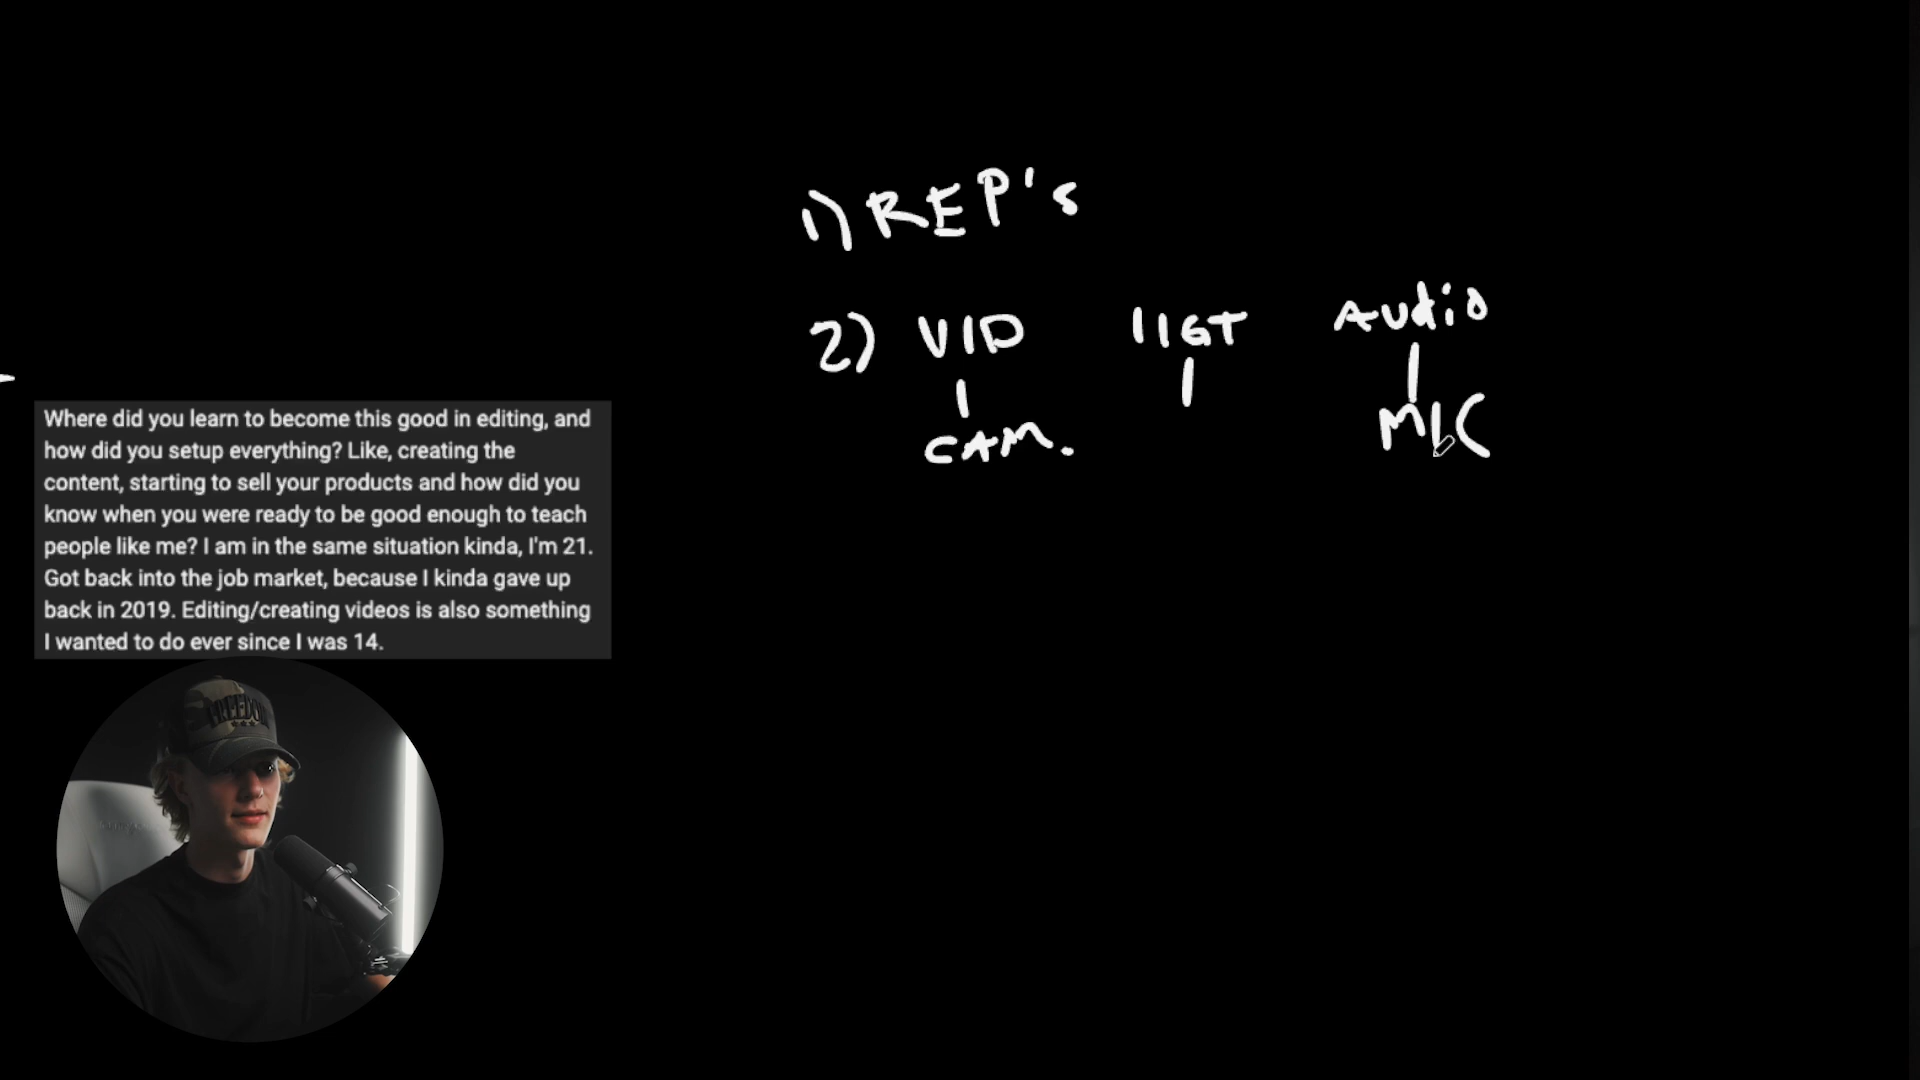 1) REP's
2) VID LIGT Audio
CAM. MIC
Where did you learn to become this good in editing, and
how did you setup everything? Like, creating the
content, starting to sell your products and how did you
know when you were ready to be good enough to teach
people like me? I am in the same situation kinda, I'm 21.
Got back into the job market, because I kinda gave up
back in 2019. Editing/creating videos is also something
I wanted to do ever since I was 14.
FREEDOM